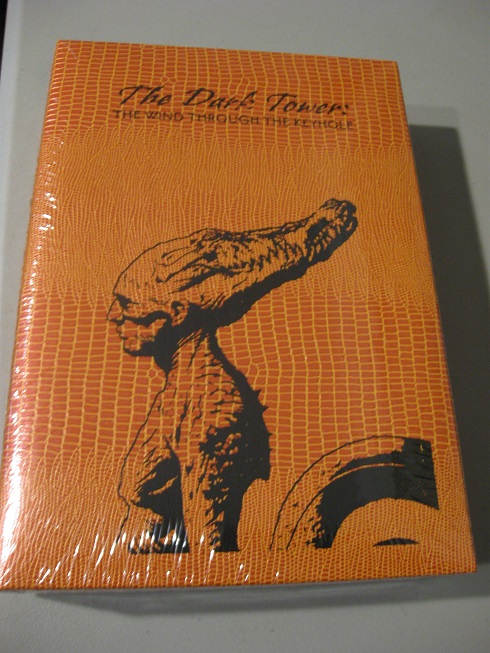 The Dark Tower:
THE WIND THROUGH THE KEYHOLE